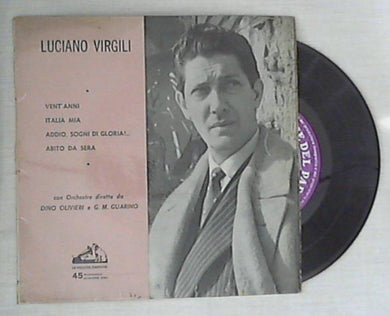 LUCIANO VIRGILI
VENT'ANNI
ITALIA MIA
ADDIO, SOGNI DI GLORIA!..
ABITO DA SERA
con Orchestre dirette da
DINO OLIVIERI e G. M. GUARINO
45
DEL PAD